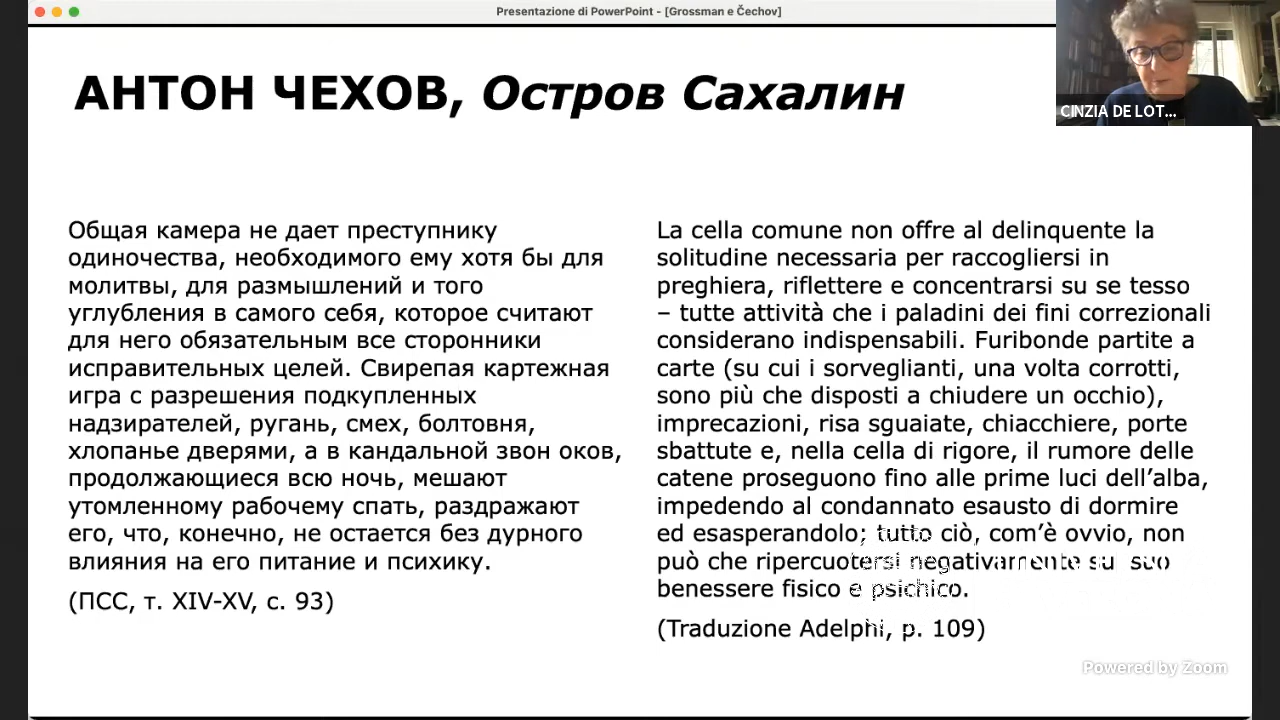 Presentazione di PowerPoint - [Grossman e Čechov]
CINZIA DE LOT...
АНТОН ЧЕХОВ, Остров Сахалин
Общая камера не дает преступнику
одиночества, необходимого ему хотя бы для
молитвы, для размышлений и того
углубления в самого себя, которое считают
для него обязательным все сторонники
исправительных целей. Свирепая картежная
игра с разрешения подкупленных
надзирателей, ругань, смех, болтовня,
хлопанье дверями, а в кандальной звон оков,
продолжающиеся всю ночь, мешают
утомленному рабочему спать, раздражают
его, что, конечно, не остается без дурного
влияния на его питание и психику.
(ПСС, т. XIV-XV, с. 93)
La cella comune non offre al delinquente la
solitudine necessaria per raccogliersi in
preghiera, riflettere e concentrarsi su se tesso
– tutte attività che i paladini dei fini correzionali
considerano indispensabili. Furibonde partite a
carte (su cui i sorveglianti, una volta corrotti,
sono più che disposti a chiudere un occhio),
imprecazioni, risa sguaiate, chiacchiere, porte
sbattute e, nella cella di rigore, il rumore delle
catene proseguono fino alle prime luci dell’alba,
impedendo al condannato esausto di dormire
ed esasperandolo; tutto ciò, com’è ovvio, non
può che ripercuotersi negativamente su suo
benessere fisico e psichico.
(Traduzione Adelphi, p. 109)
Powered by Zoom